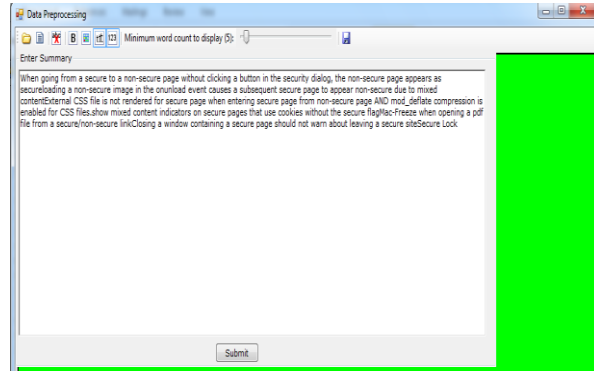 Data Preprocessing
B
123 Minimum word count to display (5):
Enter Summary
When going from a secure to a non-secure page without clicking a button in the security dialog, the non-secure page appears as
secureloading a non-secure image in the onunload event causes a subsequent secure page to appear non-secure due to mixed
contentExternal CSS file is not rendered for secure page when entering secure page from non-secure page AND mod_deflate compression is
enabled for CSS files.show mixed content indicators on secure pages that use cookies without the secure flagMac-Freeze when opening a pdf
file from a secure/non-secure linkClosing a window containing a secure page should not warn about leaving a secure siteSecure Lock
Submit